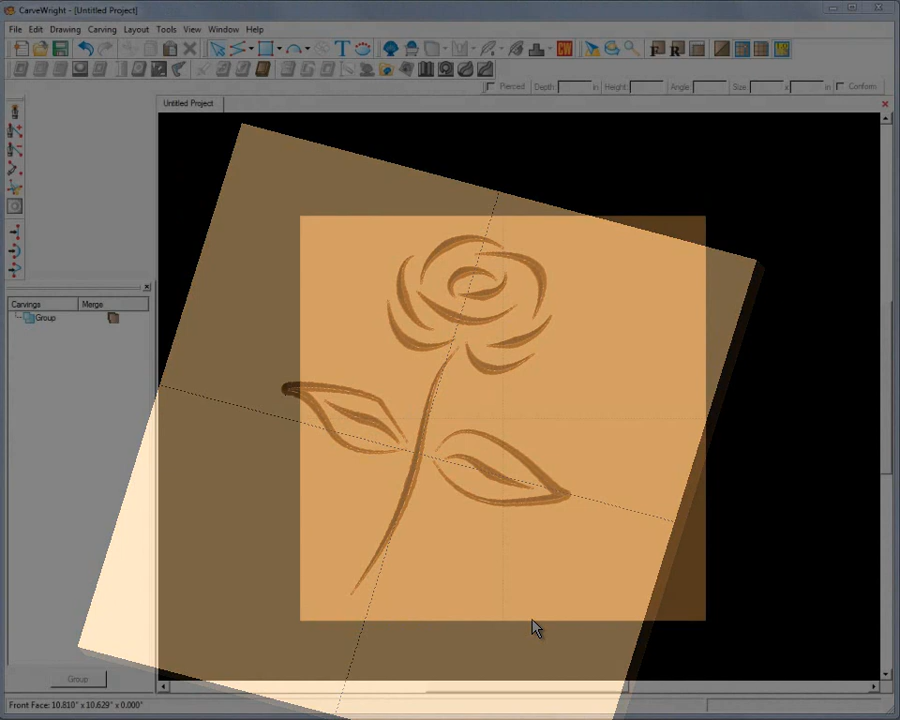 CarveWright - [Untitled Project]
File Edit Drawing Carving Layout Tools View Window Help
Pierced Depth: in Height: Angle Size: x in Conform
Untitled Project
Carvings Merge
Group
Group
Front Face: 10.810" x 10.629" x 0.000"